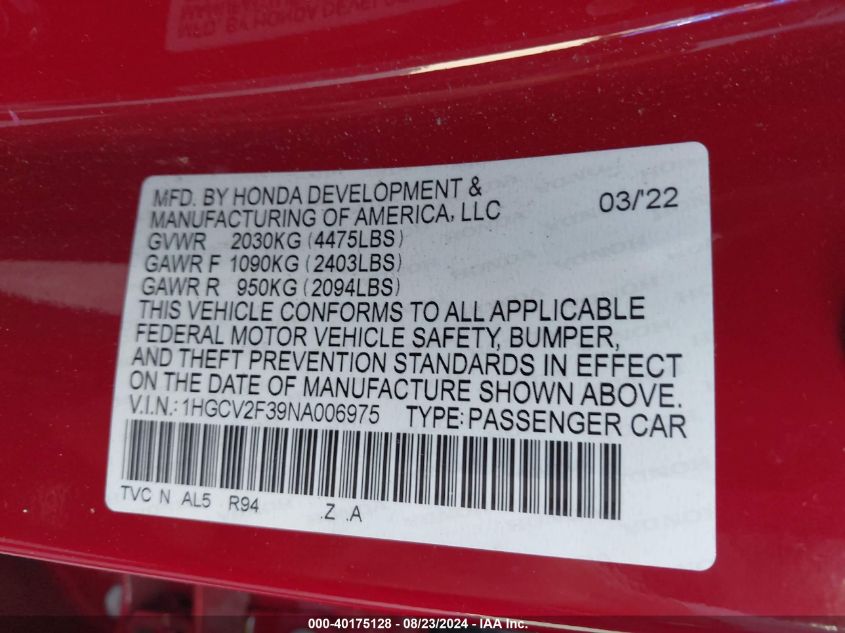 MFD. BY HONDA DEVELOPMENT &
MANUFACTURING OF AMERICA, LLC
03/'22
GVWR 2030KG (4475LBS)
GAWR F 1090KG (2403LBS)
GAWR R 950KG (2094LBS)
THIS VEHICLE CONFORMS TO ALL APPLICABLE
FEDERAL MOTOR VEHICLE SAFETY, BUMPER,
AND THEFT PREVENTION STANDARDS IN EFFECT
ON THE DATE OF MANUFACTURE SHOWN ABOVE.
V.I.N.: 1HGCV2F39NA006975 TYPE: PASSENGER CAR
TVC N AL5 R94 .Z .A
000-40175128 - 08/23/2024 - IAA Inc.